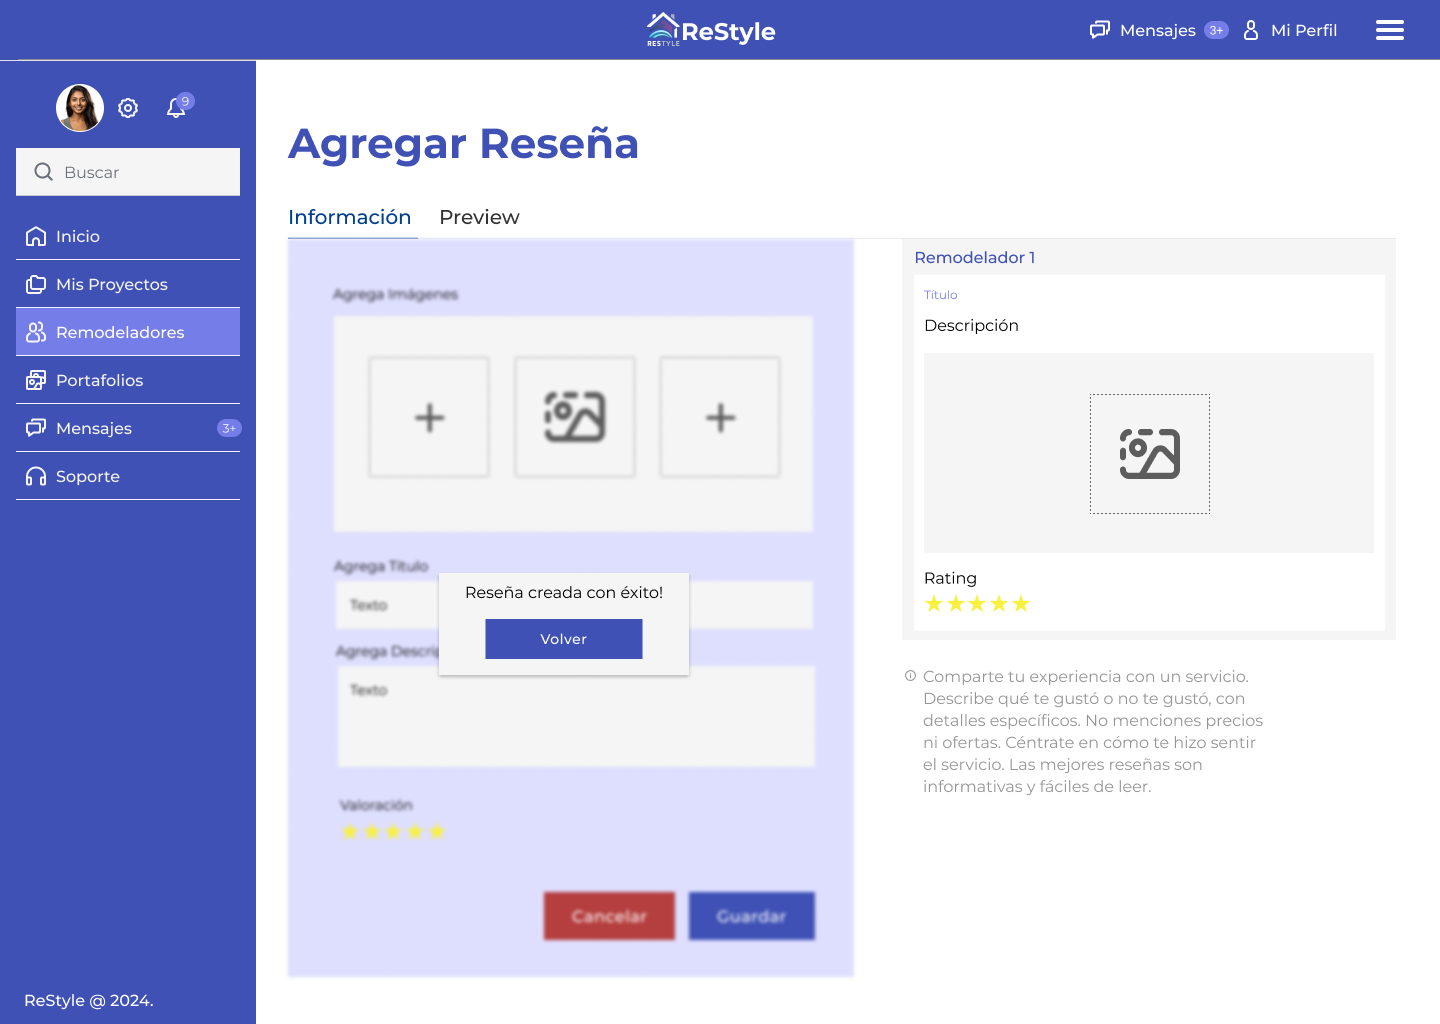 RESTYLE
ReStyle
Mensajes 3+ Mi Perfil
9
Buscar
Inicio
Mis Proyectos
Remodeladores
Portafolios
Mensajes 3+
Soporte
ReStyle @ 2024.
Agregar Reseña
Información Preview
Agrega Imágenes
Agrega Título
Texto
Agrega Descrip
Texto
Valoración
Cancelar Guardar
Reseña creada con éxito!
Volver
Remodelador 1
Título
Descripción
Rating
Comparte tu experiencia con un servicio.
Describe qué te gustó o no te gustó, con
detalles específicos. No menciones precios
ni ofertas. Céntrate en cómo te hizo sentir
el servicio. Las mejores reseñas son
informativas y fáciles de leer.